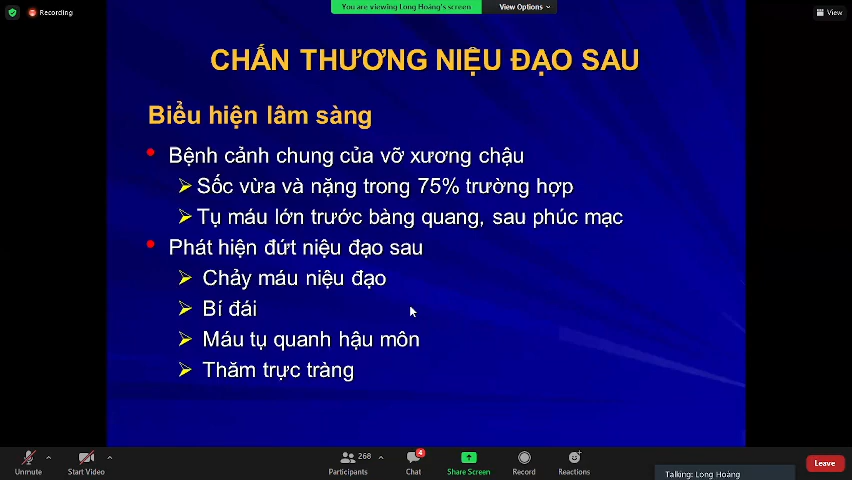 Recording
You are viewing Long Hoàng's screen
View Options
View
CHẤN THƯƠNG NIỆU ĐẠO SAU
Biểu hiện lâm sàng
Bệnh cảnh chung của vỡ xương chậu
Sốc vừa và nặng trong 75% trường hợp
Tụ máu lớn trước bàng quang, sau phúc mạc
Phát hiện đứt niệu đạo sau
Chảy máu niệu đạo
Bí đái
Máu tụ quanh hậu môn
Thăm trực tràng
268
4
Unmute
Start Video
Participants
Chat
Share Screen
Record
Reactions
Leave
Talking: Long Hoàng